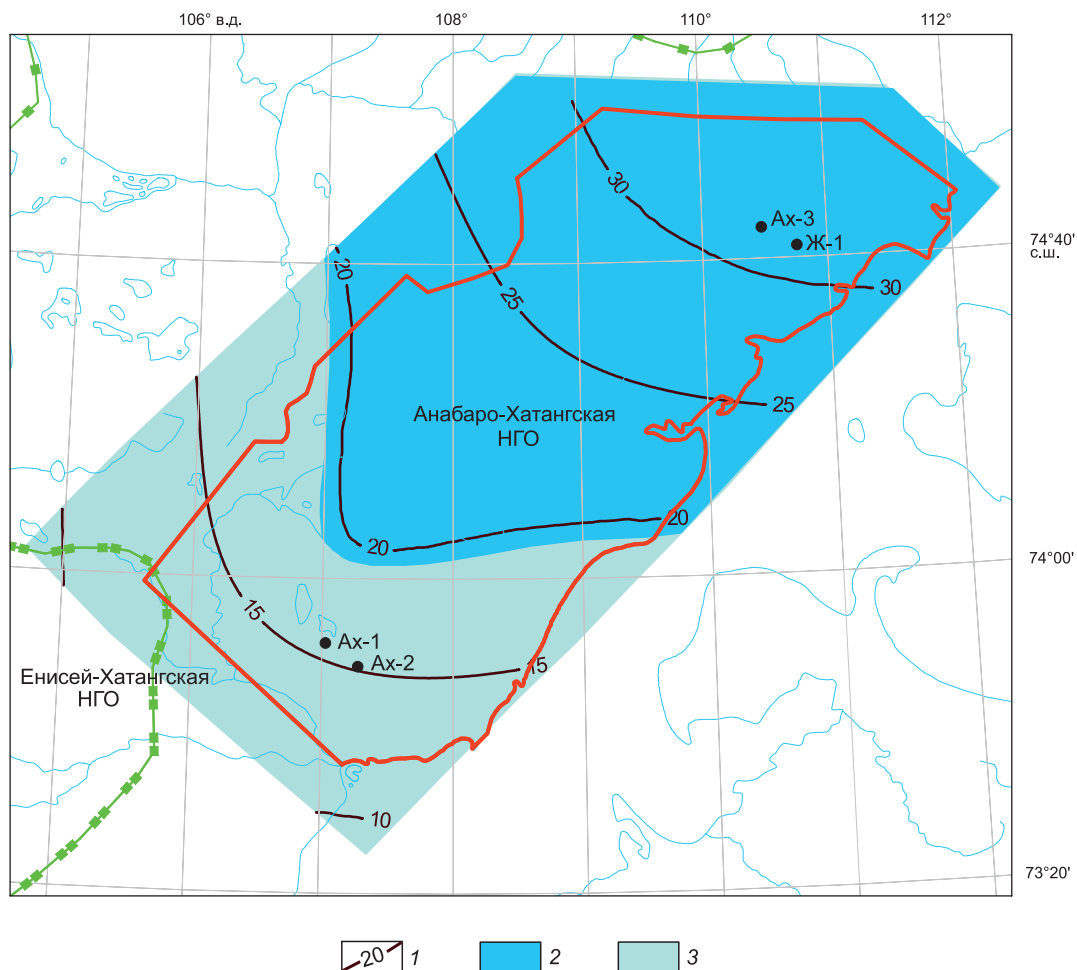 106° в.д.
108°
110°
112°
30
Ах-3
Ж-1
74°40'
с.ш.
20
25
30
25
Анабаро-Хатангская
НГО
20
20
74°00'
15
Ах-1
Ах-2
15
Енисей-Хатангская
НГО
10
73°20'
20 1
2
3